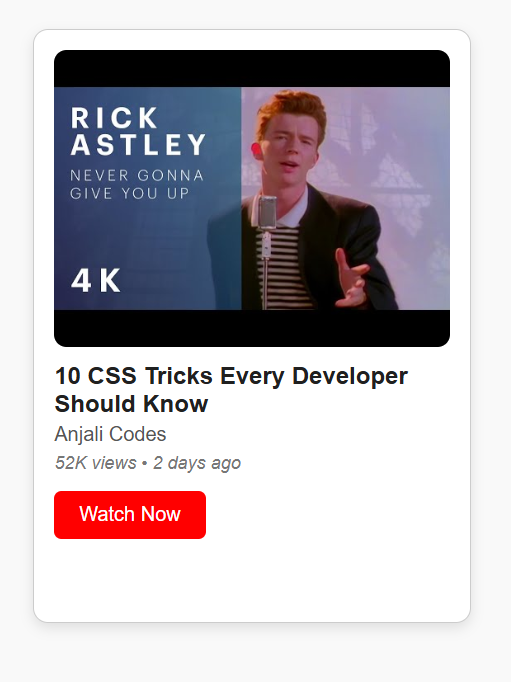 RICK
ASTLEY
NEVER GONNA
GIVE YOU UP
4K
10 CSS Tricks Every Developer
Should Know
Anjali Codes
52K views • 2 days ago
Watch Now